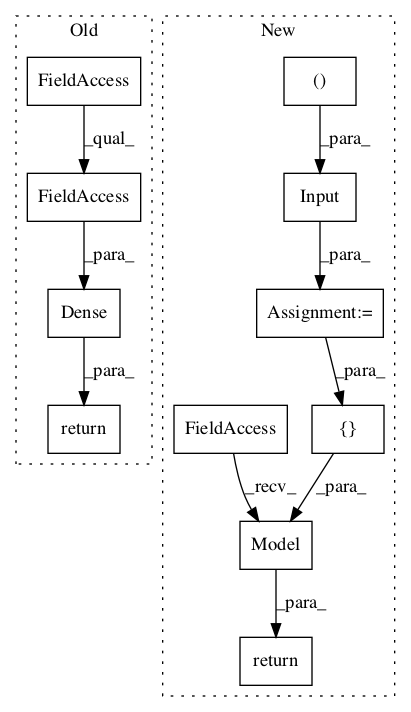 Old
New
FieldAccess
()
_qual_
_para_
FieldAccess
Input
_para_
_para_
Dense
Assignment:=
_para_
_para_
return
FieldAccess
{}
_recv_
_para_
Model
_para_
return